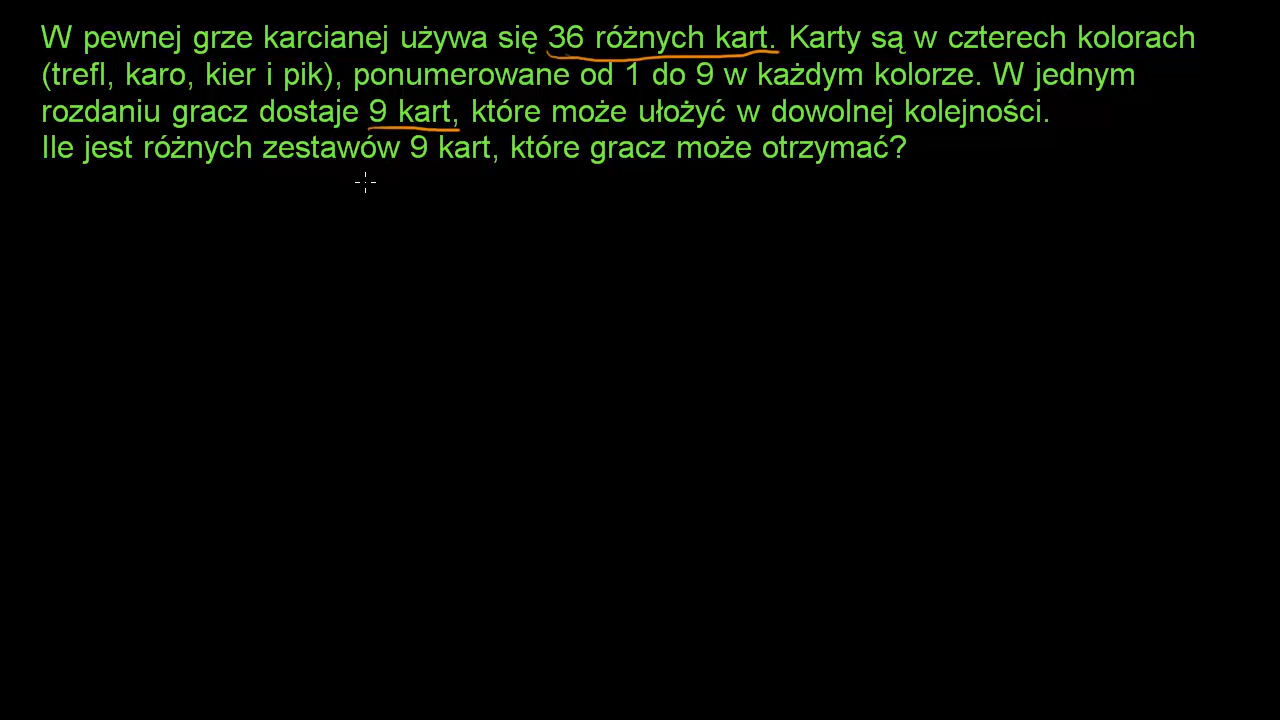 W pewnej grze karcianej używa się 36 różnych kart. Karty są w czterech kolorach
(trefl, karo, kier i pik), ponumerowane od 1 do 9 w każdym kolorze. W jednym
rozdaniu gracz dostaje 9 kart, które może ułożyć w dowolnej kolejności.
Ile jest różnych zestawów 9 kart, które gracz może otrzymać?